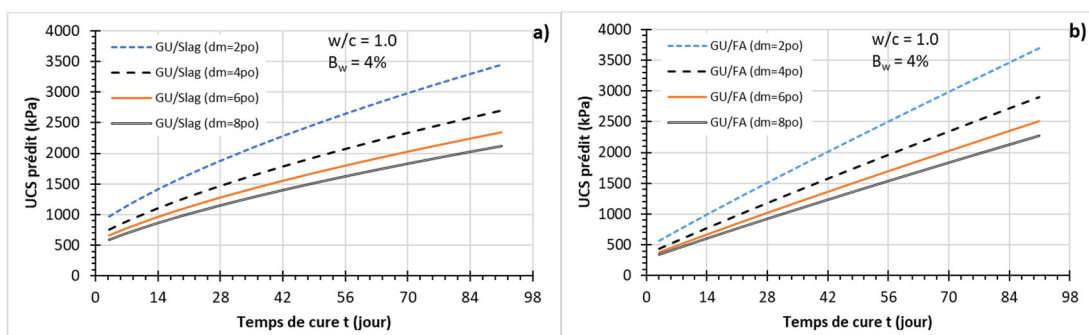 a)
w/c = 1.0
Bw = 4%
GU/Slag (dm=2po)
GU/Slag (dm=4po)
GU/Slag (dm=6po)
GU/Slag (dm=8po)
UCS prédit (kPa)
4000
3500
3000
2500
2000
1500
1000
500
0
0 14 28 42 56 70 84 98
Temps de cure t (jour)
b)
w/c = 1.0
Bw = 4%
GU/FA (dm=2po)
GU/FA (dm=4po)
GU/FA (dm=6po)
GU/FA (dm=8po)
UCS prédit (kPa)
4000
3500
3000
2500
2000
1500
1000
500
0
0 14 28 42 56 70 84 98
Temps de cure t (jour)